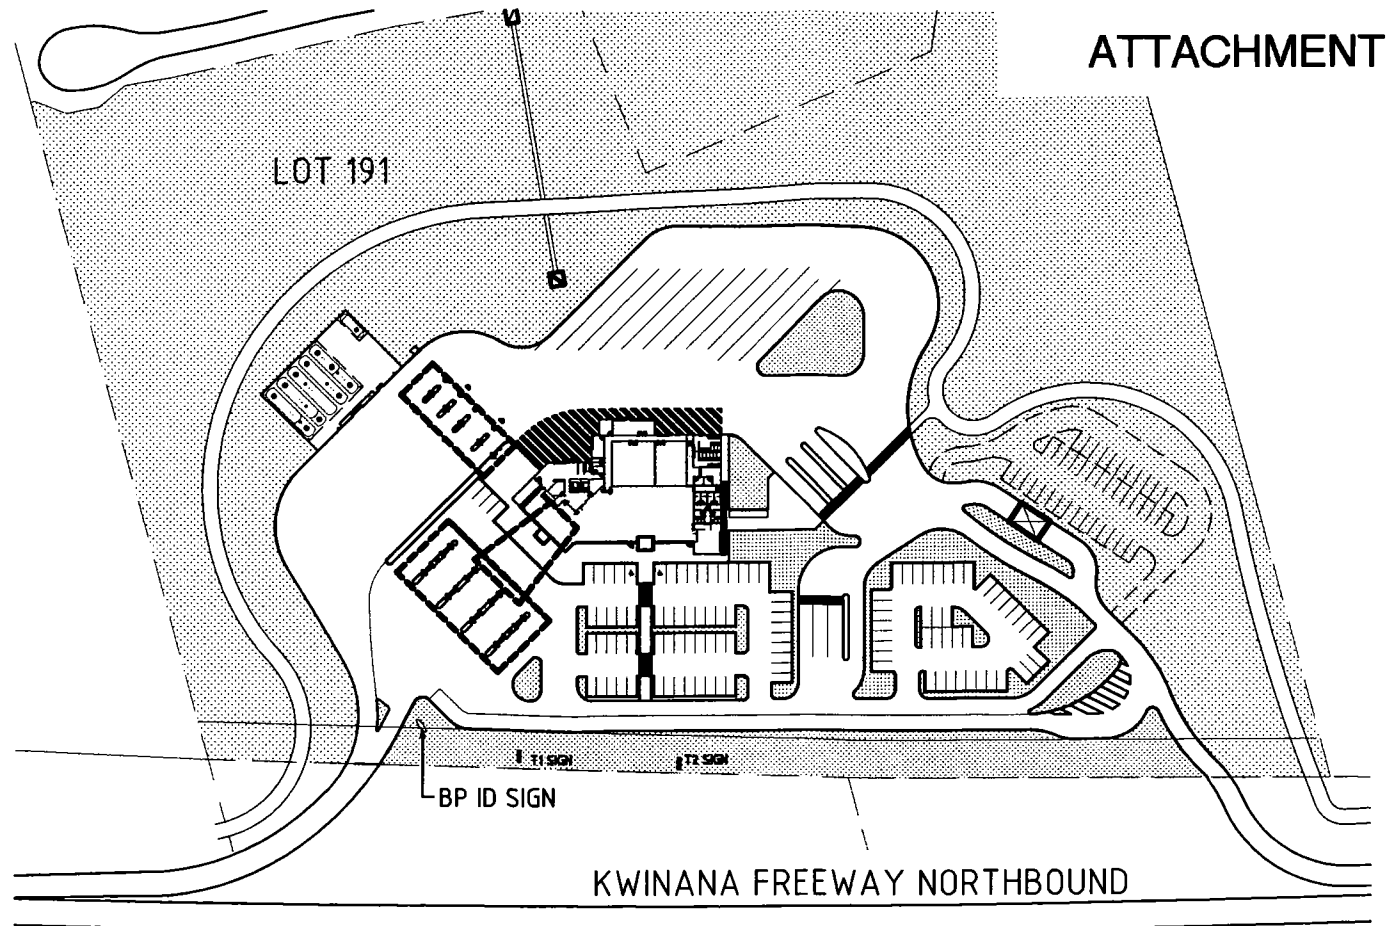 ATTACHMENT
LOT 191
T1 SIGN
T2 SIGN
BP ID SIGN
KWINANA FREEWAY NORTHBOUND